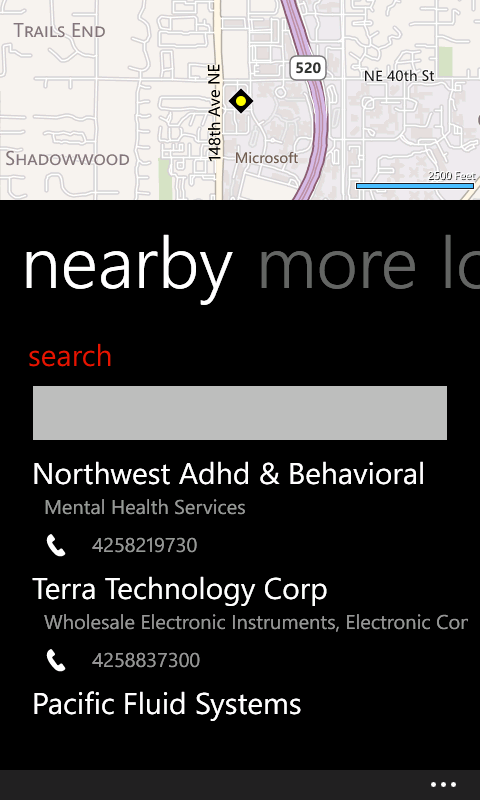 TRAILS END
520
NE 40th St
148th Ave NE
SHADOWWOOD
Microsoft
2500 Feet
nearby more lo
search
Northwest Adhd & Behavioral
Mental Health Services
4258219730
Terra Technology Corp
Wholesale Electronic Instruments, Electronic Cor
4258837300
Pacific Fluid Systems